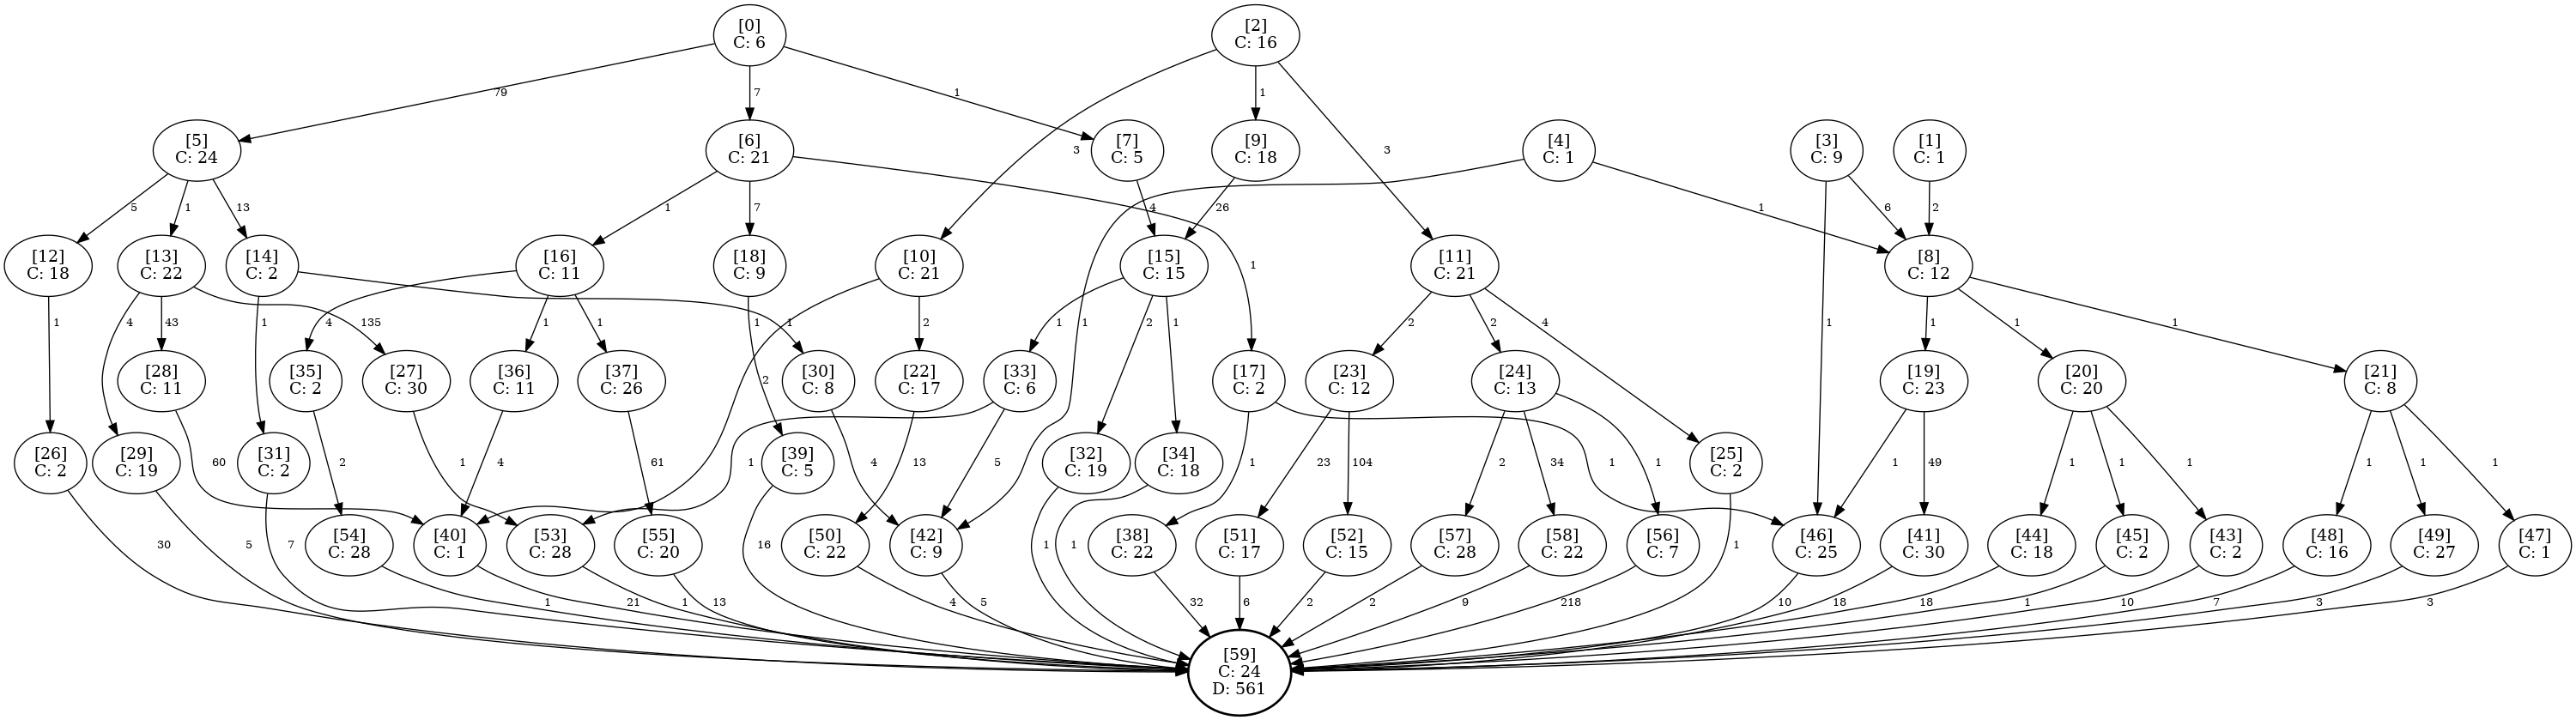 [0]
C: 6
[2]
C: 16
79
7
1
3
1
3
[5]
C: 24
[6]
C: 21
[7]
C: 5
[9]
C: 18
[4]
C: 1
[3]
C: 9
[1]
C: 1
5
1
13
1
7
4
26
1
6
2
[12]
C: 18
[13]
C: 22
[14]
C: 2
[16]
C: 11
[18]
C: 9
[10]
C: 21
[15]
C: 15
[11]
C: 21
[8]
C: 12
1
1
4
43
135
1
4
1
1
1
1
2
1
1
2
1
2
2
4
1
1
1
1
[28]
C: 11
[35]
C: 2
[27]
C: 30
[36]
C: 11
[37]
C: 26
2
[30]
C: 8
[22]
C: 17
[33]
C: 6
[17]
C: 2
[23]
C: 12
[24]
C: 13
[19]
C: 23
[20]
C: 20
[21]
C: 8
[26]
C: 2
[29]
C: 19
60
[31]
C: 2
2
1
4
61
1
[39]
C: 5
4
13
5
[32]
C: 19
[34]
C: 18
1
23
104
2
34
1
1
[25]
C: 2
1
49
1
1
1
1
1
1
[54]
C: 28
[40]
C: 1
[53]
C: 28
[55]
C: 20
[50]
C: 22
[42]
C: 9
[38]
C: 22
[51]
C: 17
[52]
C: 15
[57]
C: 28
[58]
C: 22
[56]
C: 7
[46]
C: 25
[41]
C: 30
[44]
C: 18
[45]
C: 2
[43]
C: 2
[48]
C: 16
[49]
C: 27
[47]
C: 1
16
1
1
1
30
5
7
1
21
1
13
4
5
32
6
2
2
9
218
10
18
18
1
10
7
3
3
[59]
C: 24
D: 561